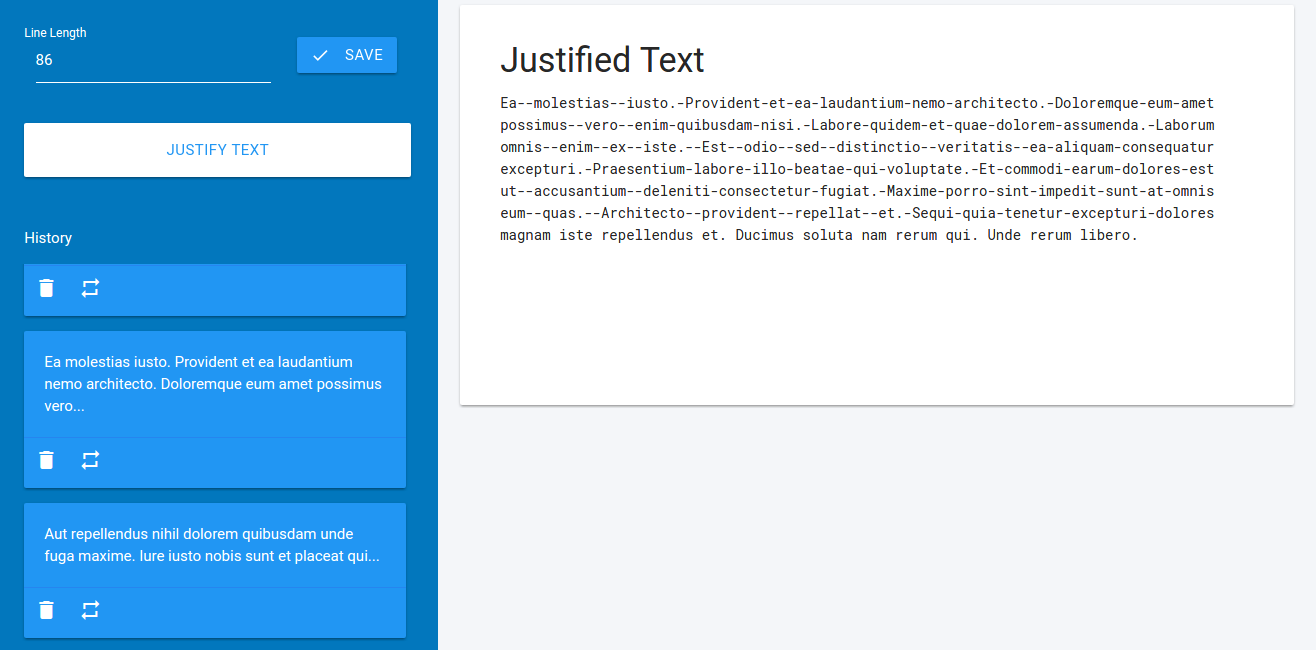 Line Length
86
SAVE
JUSTIFY TEXT
History
Ea molestias iusto. Provident et ea laudantium
nemo architecto. Doloremque eum amet possimus
vero...
Aut repellendus nihil dolorem quibusdam unde
fuga maxime. Iure iusto nobis sunt et placeat qui...
Justified Text
Ea--molestias--iusto.-Provident-et-ea-laudantium-nemo-architecto.-Doloremque-eum-amet
possimus--vero--enim-quibusdam-nisi.-Labore-quidem-et-quae-dolorem-assumenda.-Laborum
omnis--enim--ex--iste.--Est--odio--sed--distinctio--veritatis--ea-aliquam-consequatur
excepturi.-Praesentium-labore-illo-beatae-qui-voluptate.-Et-commodi-earum-dolores-est
ut--accusantium--deleniti-consectetur-fugiat.-Maxime-porro-sint-impedit-sunt-at-omnis
eum--quas.--Architecto--provident--repellat--et.-Sequi-quia-tenetur-excepturi-dolores
magnam iste repellendus et. Ducimus soluta nam rerum qui. Unde rerum libero.